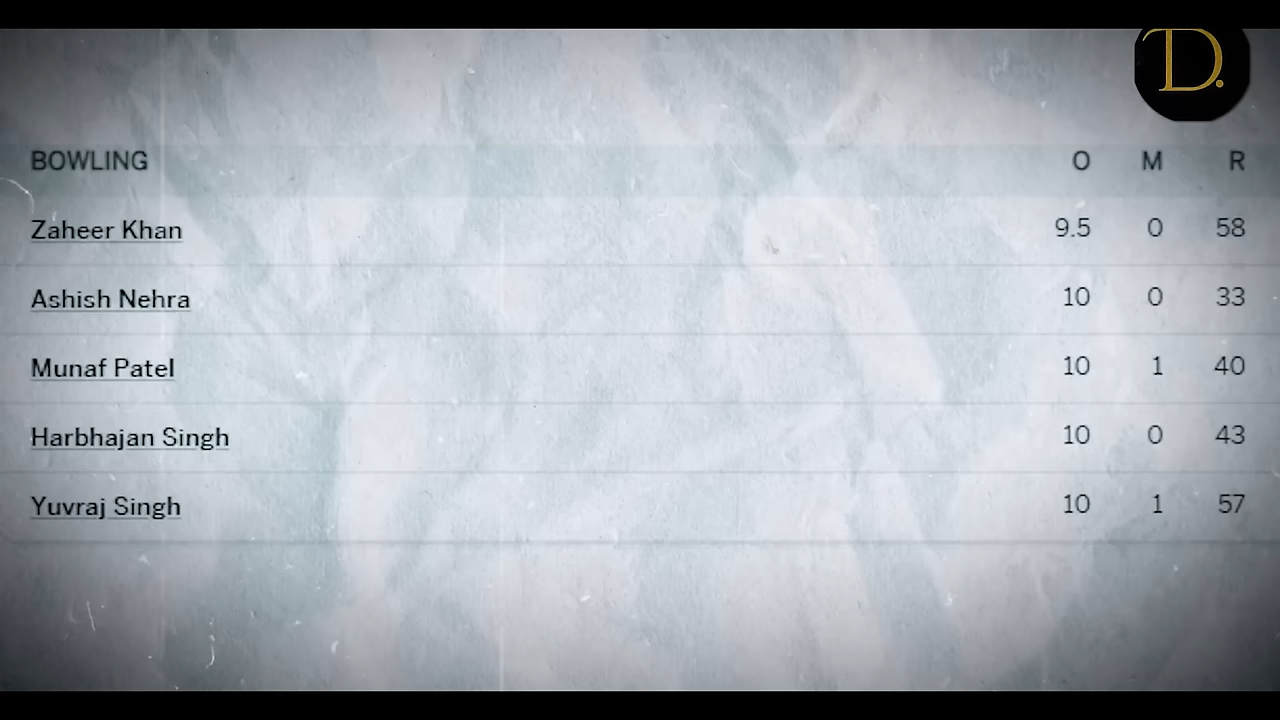 D.
BOWLING O M R
Zaheer Khan 9.5 0 58
Ashish Nehra 10 0 33
Munaf Patel 10 1 40
Harbhajan Singh 10 0 43
Yuvraj Singh 10 1 57